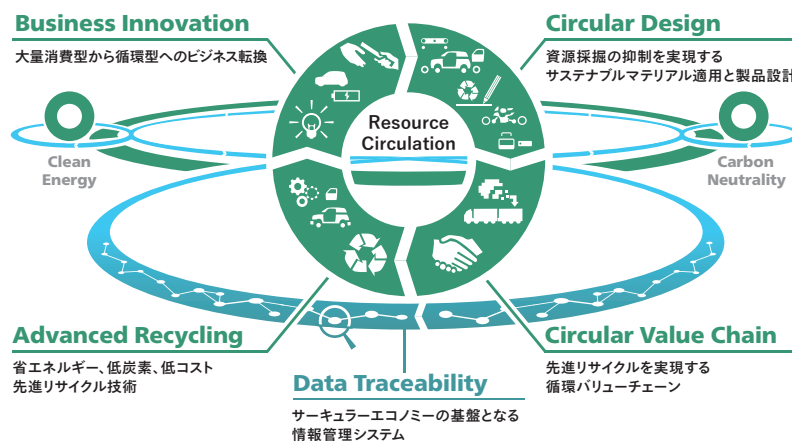 Business Innovation
大量消費型から循環型へのビジネス転換
Circular Design
資源採掘の抑制を実現する
サステナブルマテリアル適用と製品設計
Resource
Circulation
Clean
Energy
Carbon
Neutrality
Advanced Recycling
省エネルギー、低炭素、低コスト
先進リサイクル技術
Data Traceability
サーキュラーエコノミーの基盤となる
情報管理システム
Circular Value Chain
先進リサイクルを実現する
循環バリューチェーン